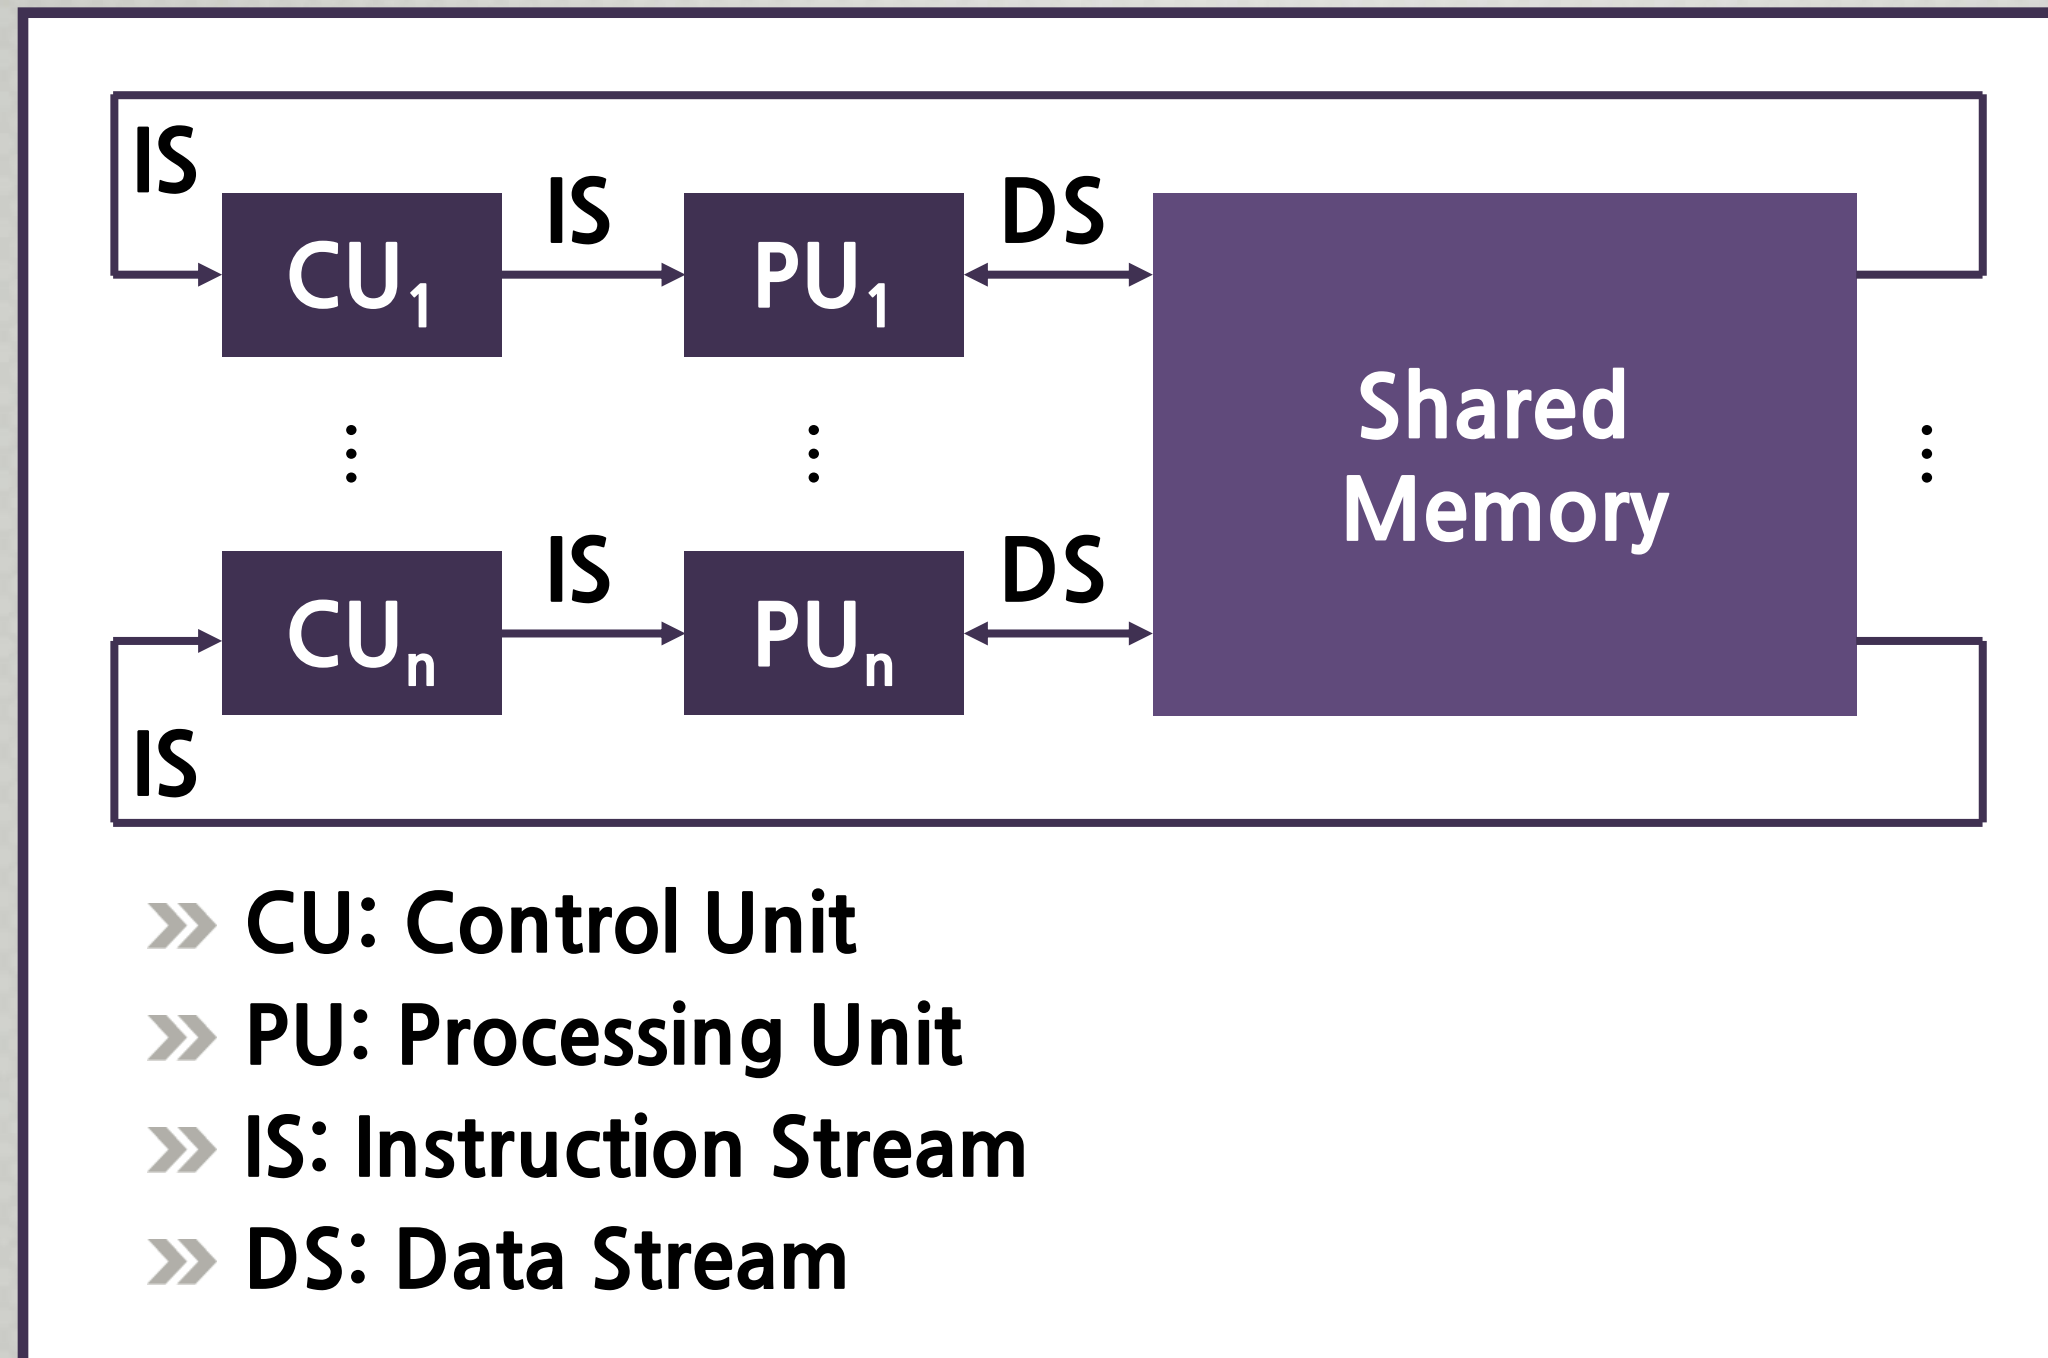 IS
IS
DS
CU1
PU1
Shared
Memory
IS
DS
CUn
PUn
IS
CU: Control Unit
PU: Processing Unit
IS: Instruction Stream
DS: Data Stream